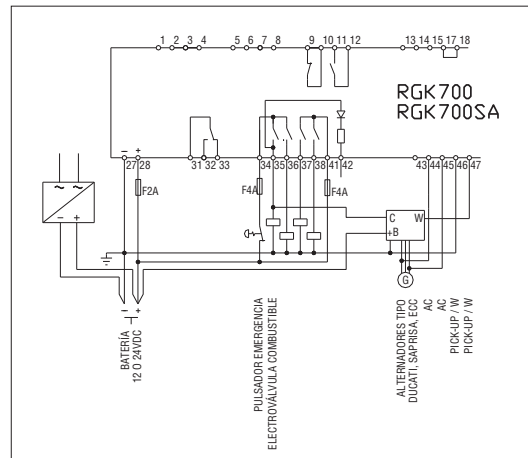 1 2 3 4 5 6 7 8 9 10 11 12 13 14 15 17 18
RGK700
RGK700SA
– +
27 28 31 32 33 34 35 36 37 38 41 42 43 44 45 46 47
F2A F4A F4A
~ ~
– +
C W
+B
G
BATERÍA
12 O 24VDC
PULSADOR EMERGENCIA
ELECTROVÁLVULA COMBUSTIBLE
ALTERNADORES TIPO
DUCATI, SAPRISA, ECC
AC
AC
PICK-UP / W
PICK-UP / W